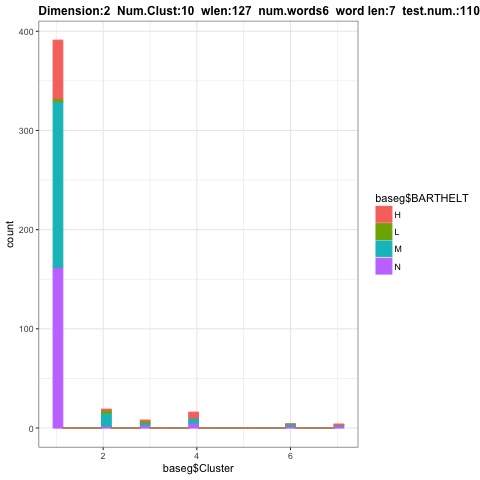 Dimension:2  Num.Clust:10  wlen:127  num.words6  word len:7  test.num.:110
400
300
200
100
0
count
2
4
6
baseg$Cluster
baseg$BARTHELT
H
L
M
N